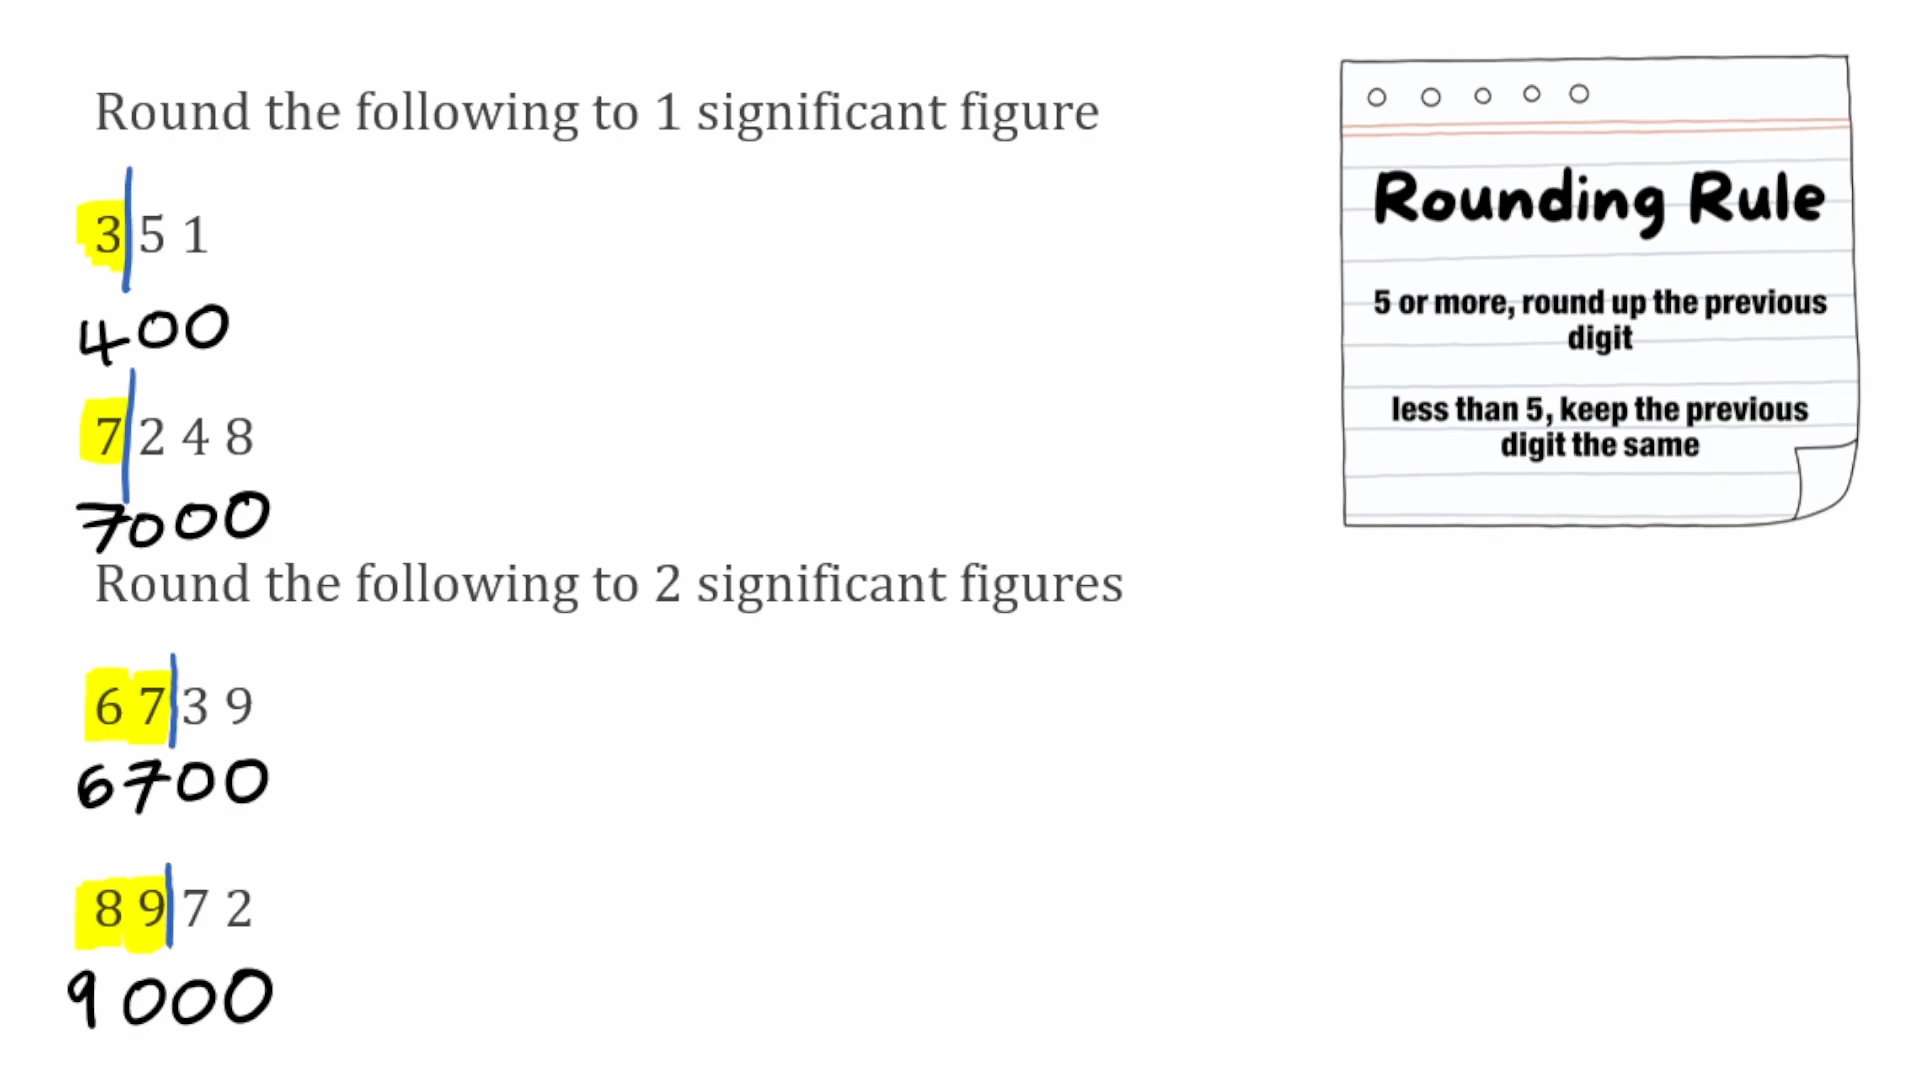 Round the following to 1 significant figure
3 5 1
400
7 2 4 8
7000
Round the following to 2 significant figures
6 7 3 9
6700
8 9 7 2
9000
Rounding Rule
5 or more, round up the previous
digit
less than 5, keep the previous
digit the same